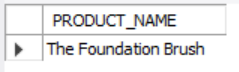 PRODUCT_NAME
The Foundation Brush